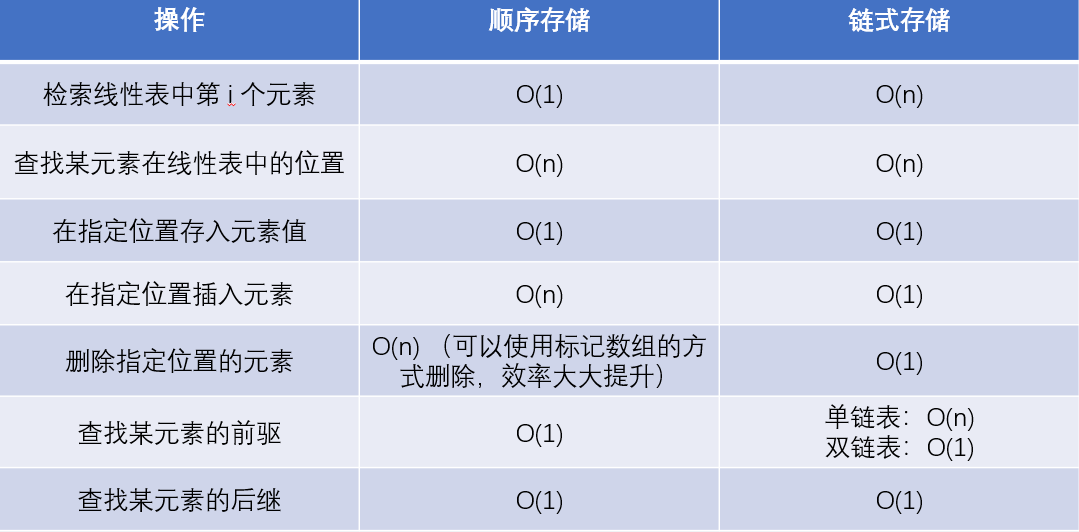 操作 顺序存储 链式存储
检索线性表中第 i 个元素 O(1) O(n)
查找某元素在线性表中的位置 O(n) O(n)
在指定位置存入元素值 O(1) O(1)
在指定位置插入元素 O(n) O(1)
删除指定位置的元素 O(n) （可以使用标记数组的方
式删除，效率大大提升） O(1)
查找某元素的前驱 O(1) 单链表：O(n)
双链表：O(1)
查找某元素的后继 O(1) O(1)